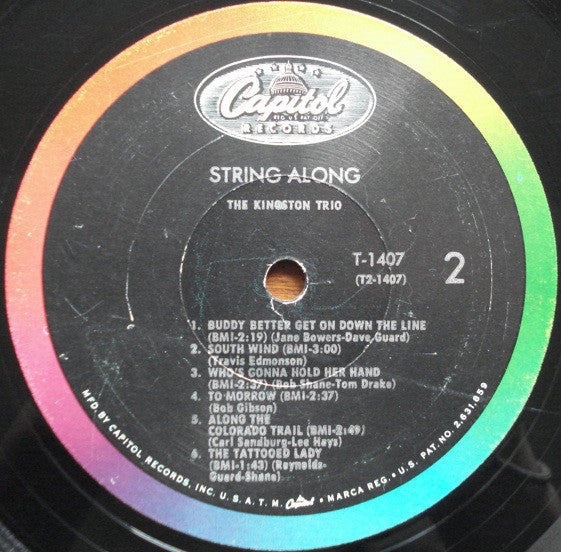 Capitol
REG. U.S. PAT. OFF.
RECORDS
STRING ALONG
THE KINGSTON TRIO
T-1407
(T2-1407)
2
1. BUDDY BETTER GET ON DOWN THE LINE
(BMI-2:19) (Jane Bowers-Dave Guard)
2. SOUTH WIND (BMI-3:00)
(Travis Edmonson)
3. WHO'S GONNA HOLD HER HAND
(BMI-2:37) (Bob Shane-Tom Drake)
4. TO MORROW (BMI-2:37)
(Bob Gibson)
5. ALONG THE
COLORADO TRAIL (BMI-2:49)
(Carl Sandburg-Lee Hays)
6. THE TATTOOED LADY
(BMI-1:43) (Reynolds-
Guard-Shane)
MFD. BY CAPITOL RECORDS, INC. U. S. A. T. M. Capitol • MARCA REG. • U. S. PAT. NO. 2,631,859